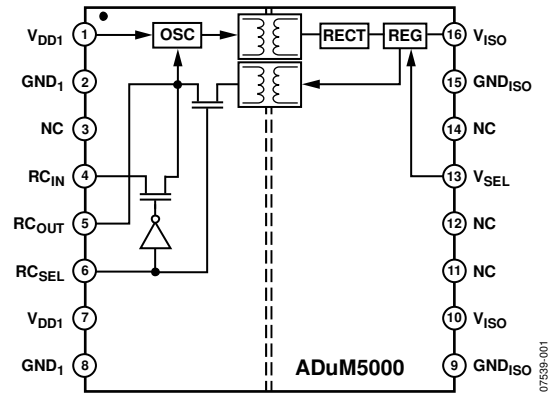 V_DD1 1 OSC RECT REG 16 V_ISO
GND_1 2 15 GND_ISO
NC 3 14 NC
RC_IN 4 13 V_SEL
RC_OUT 5 12 NC
RC_SEL 6 11 NC
V_DD1 7 10 V_ISO
GND_1 8 ADuM5000 9 GND_ISO
07539-001